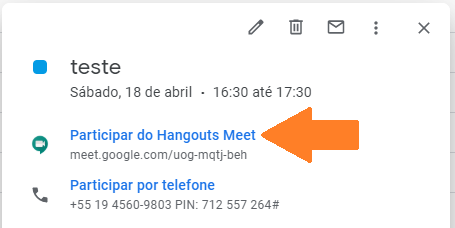 teste
Sábado, 18 de abril • 16:30 até 17:30
Participar do Hangouts Meet
meet.google.com/uog-mqtj-beh
Participar por telefone
+55 19 4560-9803 PIN: 712 557 264#